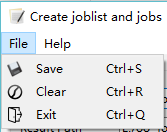 Create joblist and jobs
File Help
Save Ctrl+S
Clear Ctrl+R
Exit Ctrl+Q